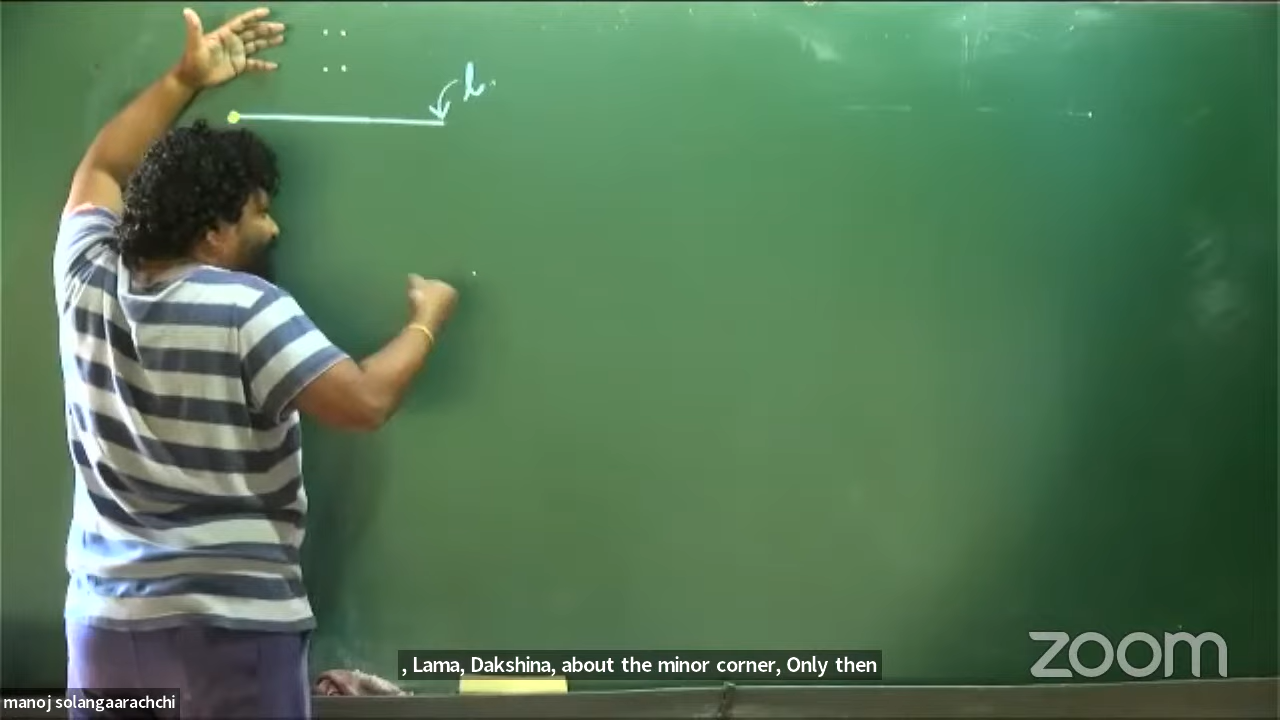 , Lama, Dakshina, about the minor corner, Only then
zoom
manoj solangaarachchi